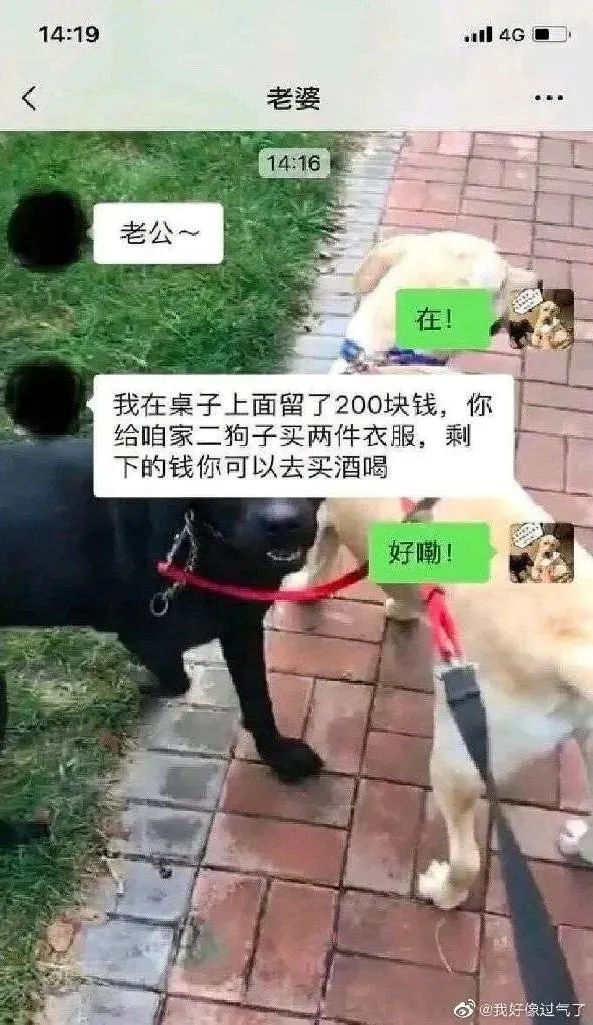 14:19
4G
老婆
14:16
老公～
在！
我在桌子上面留了200块钱，你
给咱家二狗子买两件衣服，剩
下的钱你可以去买酒喝
好嘞！
@我好像过气了